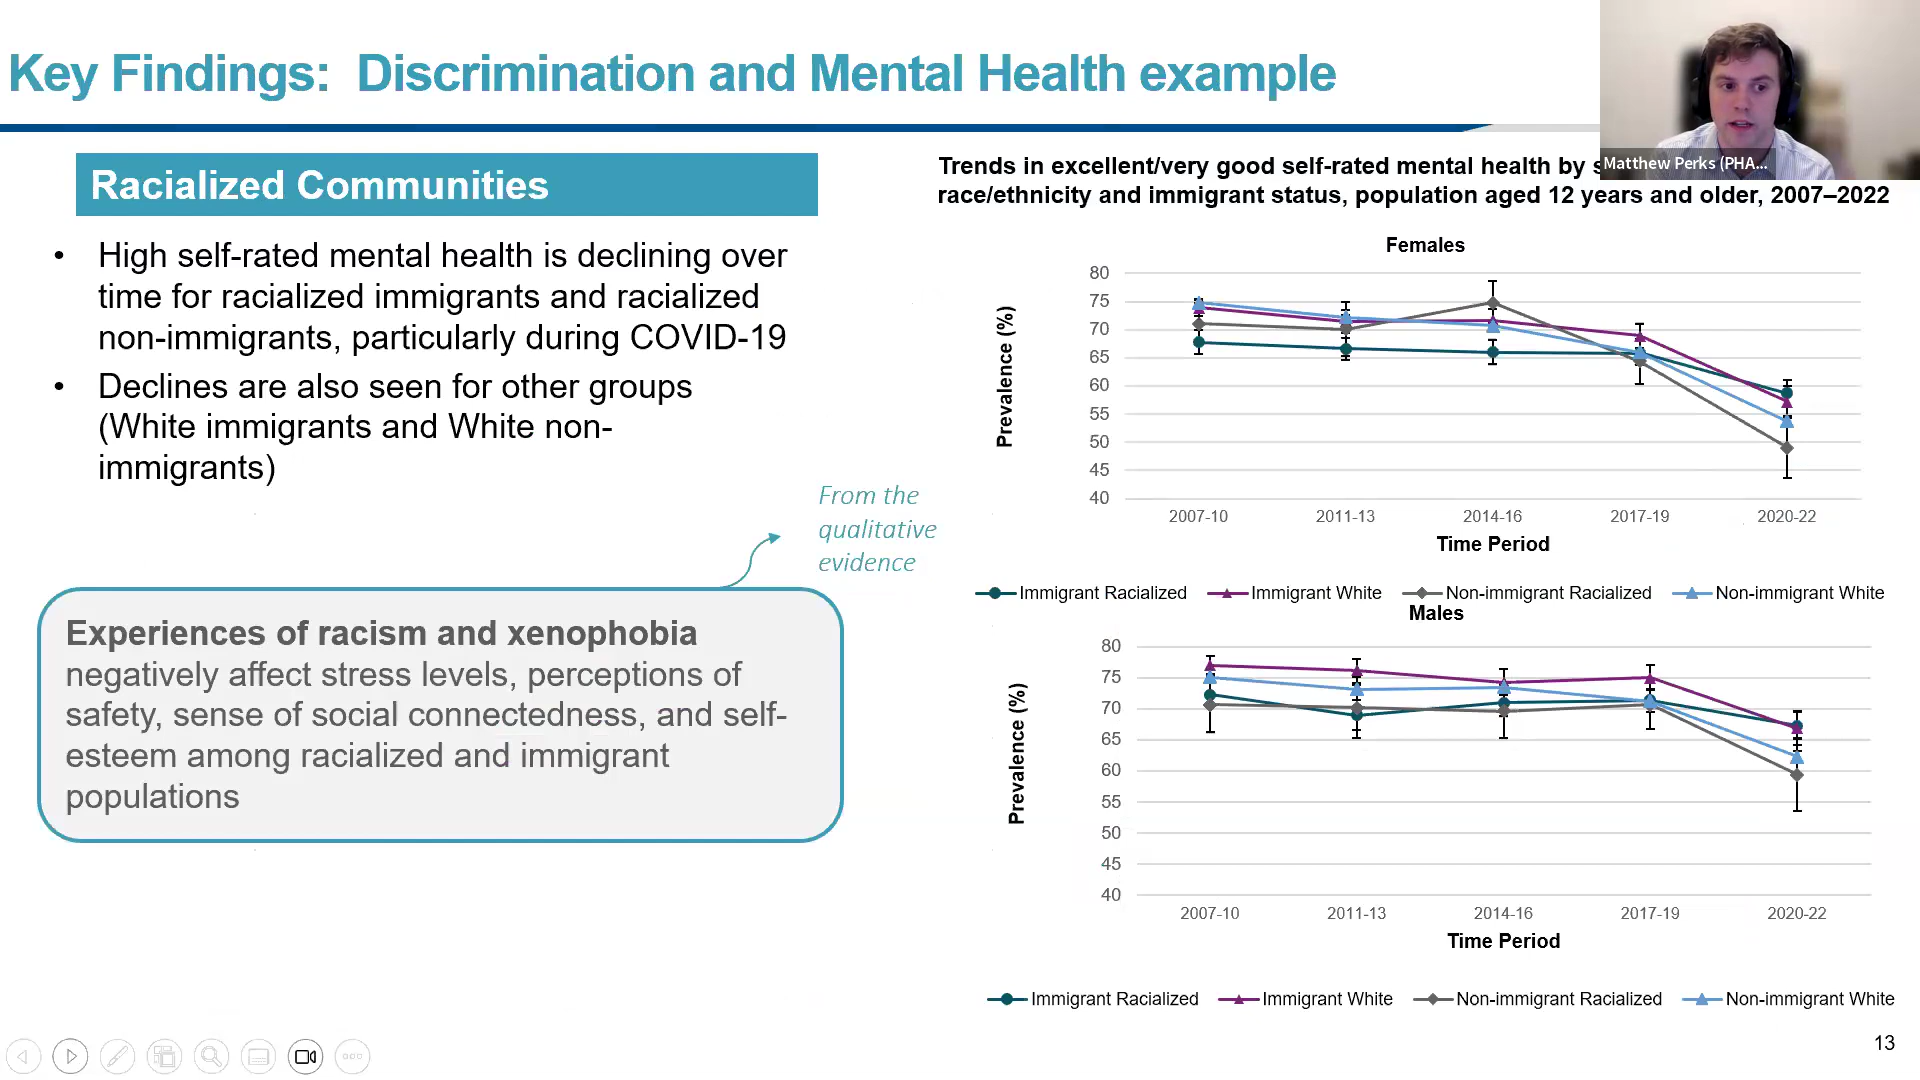 Key Findings: Discrimination and Mental Health example
Matthew Perks (PHA...
Racialized Communities
• High self-rated mental health is declining over
time for racialized immigrants and racialized
non-immigrants, particularly during COVID-19
• Declines are also seen for other groups
(White immigrants and White non-
immigrants)
From the
qualitative
evidence
Experiences of racism and xenophobia
negatively affect stress levels, perceptions of
safety, sense of social connectedness, and self-
esteem among racialized and immigrant
populations
Trends in excellent/very good self-rated mental health by
race/ethnicity and immigrant status, population aged 12 years and older, 2007–2022
Females
Prevalence (%)
80
75
70
65
60
55
50
45
40
2007-10 2011-13 2014-16 2017-19 2020-22
Time Period
Immigrant Racialized Immigrant White Non-immigrant Racialized Non-immigrant White
Males
Prevalence (%)
80
75
70
65
60
55
50
45
40
2007-10 2011-13 2014-16 2017-19 2020-22
Time Period
Immigrant Racialized Immigrant White Non-immigrant Racialized Non-immigrant White
13